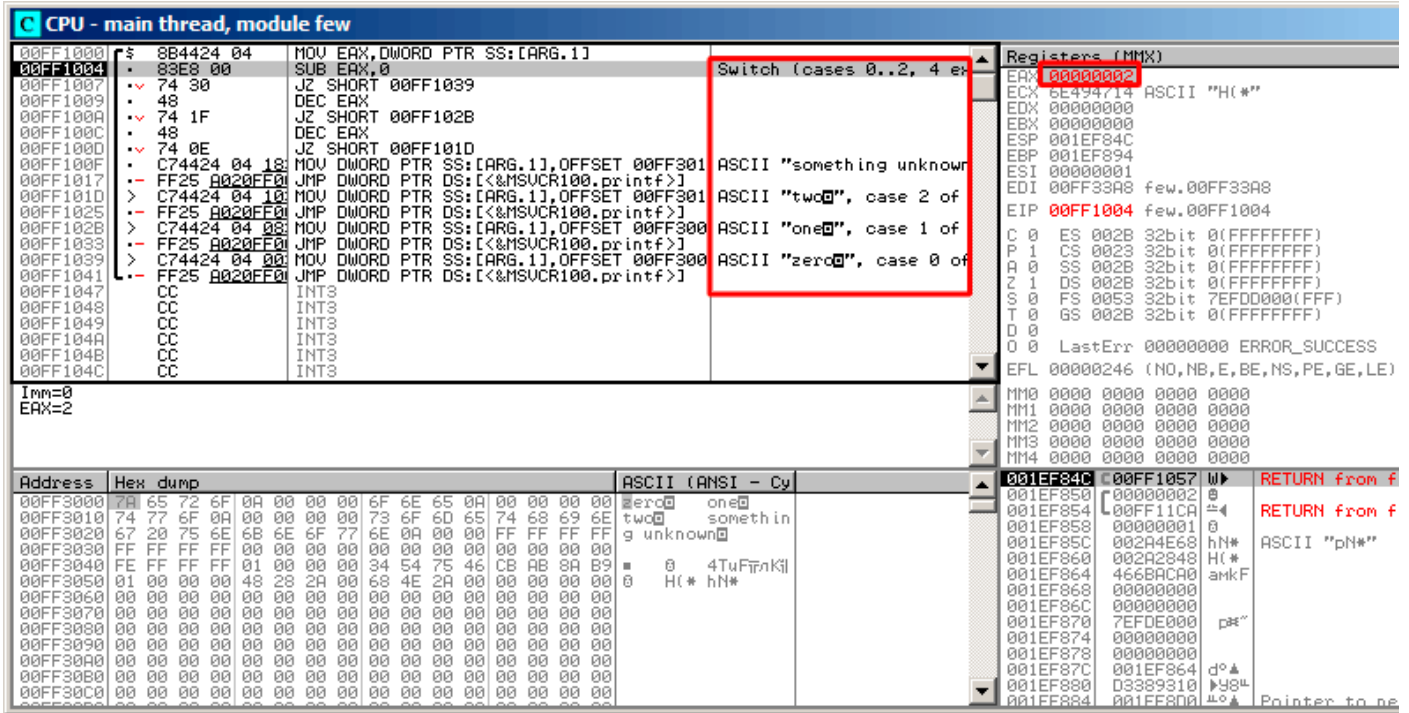 C CPU - main thread, module few
00FF1000 $ 8B4424 04 MOV EAX,DWORD PTR SS:[ARG.1]
00FF1004 · 83E8 00 SUB EAX,0 Switch (cases 0..2, 4 ex
00FF1007 ·v 74 30 JZ SHORT 00FF1039
00FF1009 · 48 DEC EAX
00FF100A ·v 74 1F JZ SHORT 00FF102B
00FF100C · 48 DEC EAX
00FF100D ·v 74 0E JZ SHORT 00FF101D
00FF100F · C74424 04 18: MOV DWORD PTR SS:[ARG.1],OFFSET 00FF301 ASCII "something unknown
00FF1017 ·- FF25 A020FF0 JMP DWORD PTR DS:[<&MSVCR100.printf>]
00FF101D > C74424 04 10: MOV DWORD PTR SS:[ARG.1],OFFSET 00FF301 ASCII "two◘", case 2 of
00FF1025 ·- FF25 A020FF0 JMP DWORD PTR DS:[<&MSVCR100.printf>]
00FF102B > C74424 04 08: MOV DWORD PTR SS:[ARG.1],OFFSET 00FF300 ASCII "one◘", case 1 of
00FF1033 ·- FF25 A020FF0 JMP DWORD PTR DS:[<&MSVCR100.printf>]
00FF1039 > C74424 04 00: MOV DWORD PTR SS:[ARG.1],OFFSET 00FF300 ASCII "zero◘", case 0 of
00FF1041 ·- FF25 A020FF0 JMP DWORD PTR DS:[<&MSVCR100.printf>]
00FF1047 CC INT3
00FF1048 CC INT3
00FF1049 CC INT3
00FF104A CC INT3
00FF104B CC INT3
00FF104C CC INT3
Imm=0
EAX=2
Registers (MMX)
EAX 00000002
ECX 6E494714 ASCII "H(*"
EDX 00000000
EBX 00000000
ESP 001EF84C
EBP 001EF894
ESI 00000001
EDI 00FF33A8 few.00FF33A8
EIP 00FF1004 few.00FF1004
C 0 ES 002B 32bit 0(FFFFFFFF)
P 1 CS 0023 32bit 0(FFFFFFFF)
A 0 SS 002B 32bit 0(FFFFFFFF)
Z 1 DS 002B 32bit 0(FFFFFFFF)
S 0 FS 0053 32bit 7EFDD000(FFF)
T 0 GS 002B 32bit 0(FFFFFFFF)
D 0
O 0 LastErr 00000000 ERROR_SUCCESS
EFL 00000246 (NO,NB,E,BE,NS,PE,GE,LE)
MM0 0000 0000 0000 0000
MM1 0000 0000 0000 0000
MM2 0000 0000 0000 0000
MM3 0000 0000 0000 0000
MM4 0000 0000 0000 0000
Address Hex dump ASCII (ANSI - Cy
00FF3000 7A 65 72 6F 0A 00 00 00 6F 6E 65 0A 00 00 00 00 zero◘ one◘
00FF3010 74 77 6F 0A 00 00 00 00 73 6F 6D 65 74 68 69 6E two◘ somethin
00FF3020 67 20 75 6E 6B 6E 6F 77 6E 0A 00 00 FF FF FF FF g unknown◘
00FF3030 FF FF FF FF 00 00 00 00 00 00 00 00 00 00 00 00
00FF3040 FE FF FF FF 01 00 00 00 34 54 75 46 CB AB 8A B9 4TuF
00FF3050 01 00 00 00 48 28 2A 00 68 4E 2A 00 00 00 00 00 H(* hN*
00FF3060 00 00 00 00 00 00 00 00 00 00 00 00 00 00 00 00
00FF3070 00 00 00 00 00 00 00 00 00 00 00 00 00 00 00 00
00FF3080 00 00 00 00 00 00 00 00 00 00 00 00 00 00 00 00
00FF3090 00 00 00 00 00 00 00 00 00 00 00 00 00 00 00 00
00FF30A0 00 00 00 00 00 00 00 00 00 00 00 00 00 00 00 00
00FF30B0 00 00 00 00 00 00 00 00 00 00 00 00 00 00 00 00
00FF30C0 00 00 00 00 00 00 00 00 00 00 00 00 00 00 00 00
001EF84C 00FF1057 W► RETURN from f
001EF850 00000002
001EF854 00FF11CA RETURN from f
001EF858 00000001
001EF85C 002A4E68 hN* ASCII "pN*"
001EF860 002A2848 H(*
001EF864 466BACA0 амkF
001EF868 00000000
001EF86C 00000000
001EF870 7EFDE000
001EF874 00000000
001EF878 00000000
001EF87C 001EF864 d°▲
001EF880 D3389310
001EF884 001EF8D0 Pointer to ne